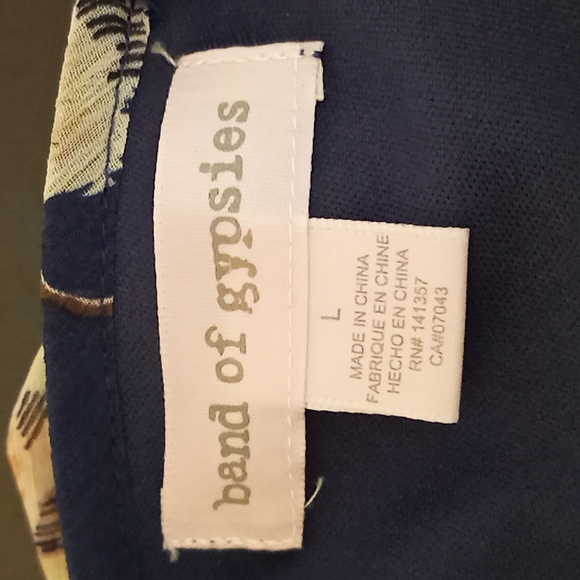 band of gypsies
L
MADE IN CHINA
FABRIQUE EN CHINE
HECHO EN CHINA
RN# 141357
CA#07043